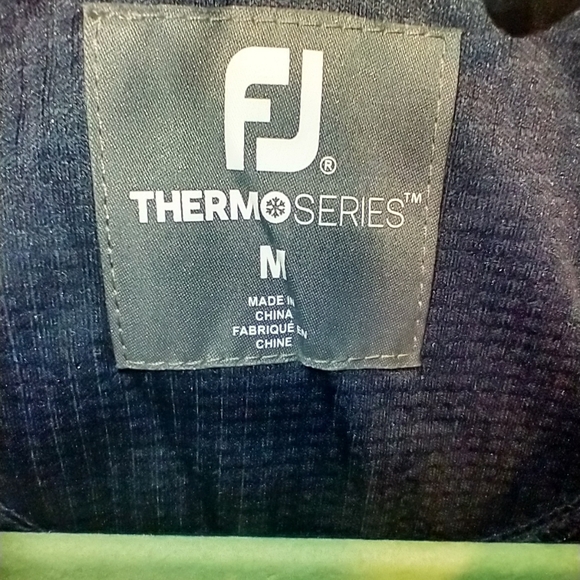 FJ®
THERMOSERIES™
M
MADE IN
CHINA
FABRIQUÉ EN
CHINE